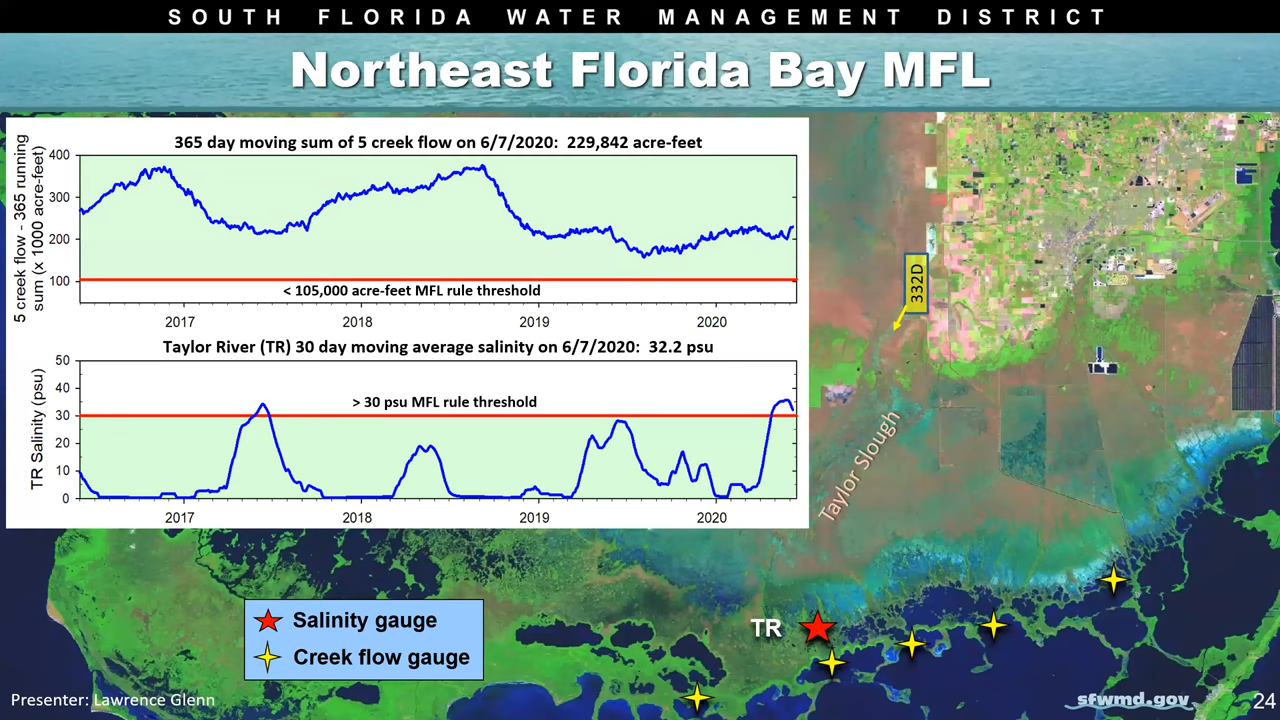 SOUTH FLORIDA WATER MANAGEMENT DISTRICT
Northeast Florida Bay MFL
365 day moving sum of 5 creek flow on 6/7/2020: 229,842 acre-feet
5 creek flow - 365 running
sum (x 1000 acre-feet)
400
300
200
100
< 105,000 acre-feet MFL rule threshold
2017
2018
2019
2020
Taylor River (TR) 30 day moving average salinity on 6/7/2020: 32.2 psu
TR Salinity (psu)
50
40
30
20
10
0
> 30 psu MFL rule threshold
2017
2018
2019
2020
332D
Taylor Slough
TR
Salinity gauge
Creek flow gauge
Presenter: Lawrence Glenn
sfwmd.gov
24